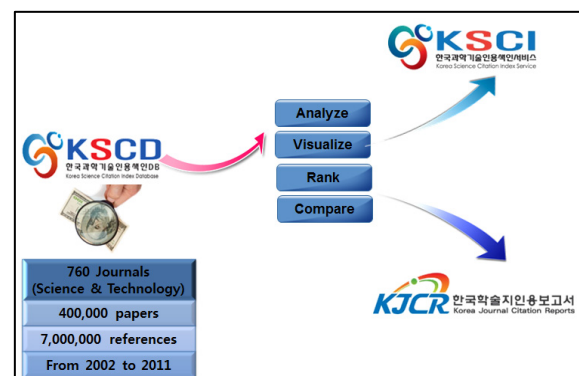 KSCI
한국과학기술인용색인서비스
Korea Science Citation Index Service
KSCD
한국과학기술인용색인DB
Korea Science Citation Index Database
Analyze
Visualize
Rank
Compare
760 Journals
(Science & Technology)
400,000 papers
7,000,000 references
From 2002 to 2011
KJCR 한국학술지인용보고서
Korea Journal Citation Reports